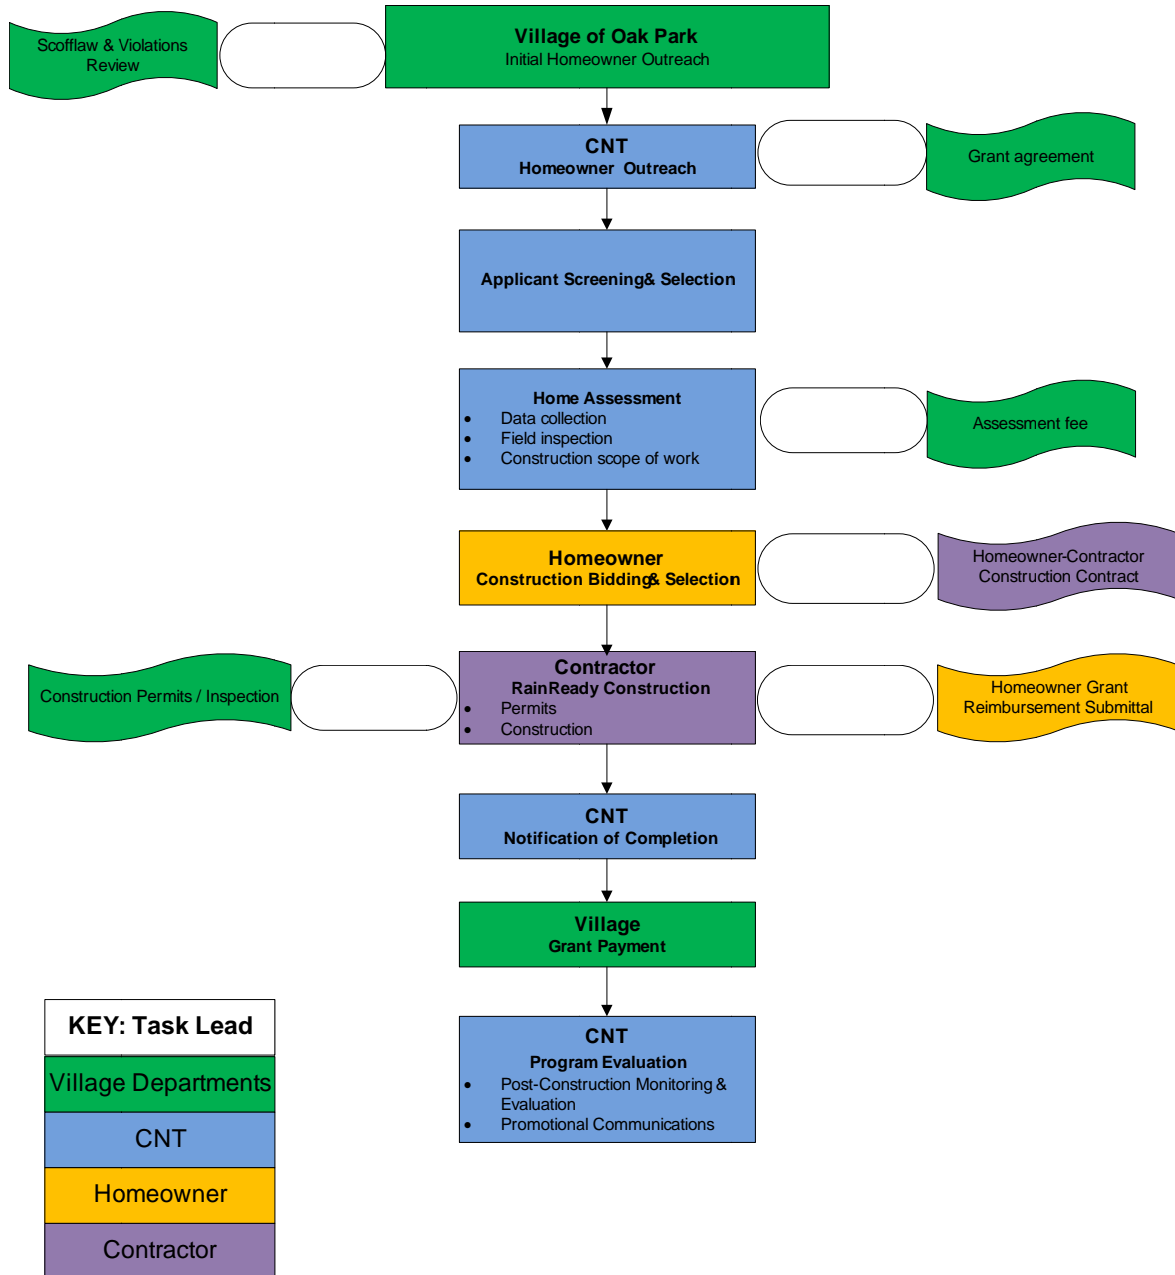 Scofflaw & Violations
Review
Village of Oak Park
Initial Homeowner Outreach
CNT
Homeowner Outreach
Grant agreement
Applicant Screening& Selection
Home Assessment
• Data collection
• Field inspection
• Construction scope of work
Assessment fee
Homeowner
Construction Bidding& Selection
Homeowner-Contractor
Construction Contract
Construction Permits / Inspection
Contractor
RainReady Construction
• Permits
• Construction
Homeowner Grant
Reimbursement Submittal
CNT
Notification of Completion
Village
Grant Payment
CNT
Program Evaluation
• Post-Construction Monitoring &
Evaluation
• Promotional Communications
KEY: Task Lead
Village Departments
CNT
Homeowner
Contractor